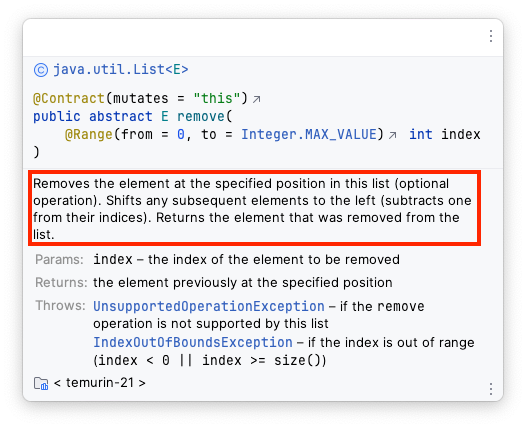 java.util.List<E>
@Contract(mutates = "this")↗
public abstract E remove(
@Range(from = 0, to = Integer.MAX_VALUE)↗ int index
)
Removes the element at the specified position in this list (optional
operation). Shifts any subsequent elements to the left (subtracts one
from their indices). Returns the element that was removed from the
list.
Params: index – the index of the element to be removed
Returns: the element previously at the specified position
Throws: UnsupportedOperationException – if the remove
operation is not supported by this list
IndexOutOfBoundsException – if the index is out of range
(index < 0 || index >= size())
< temurin-21 >